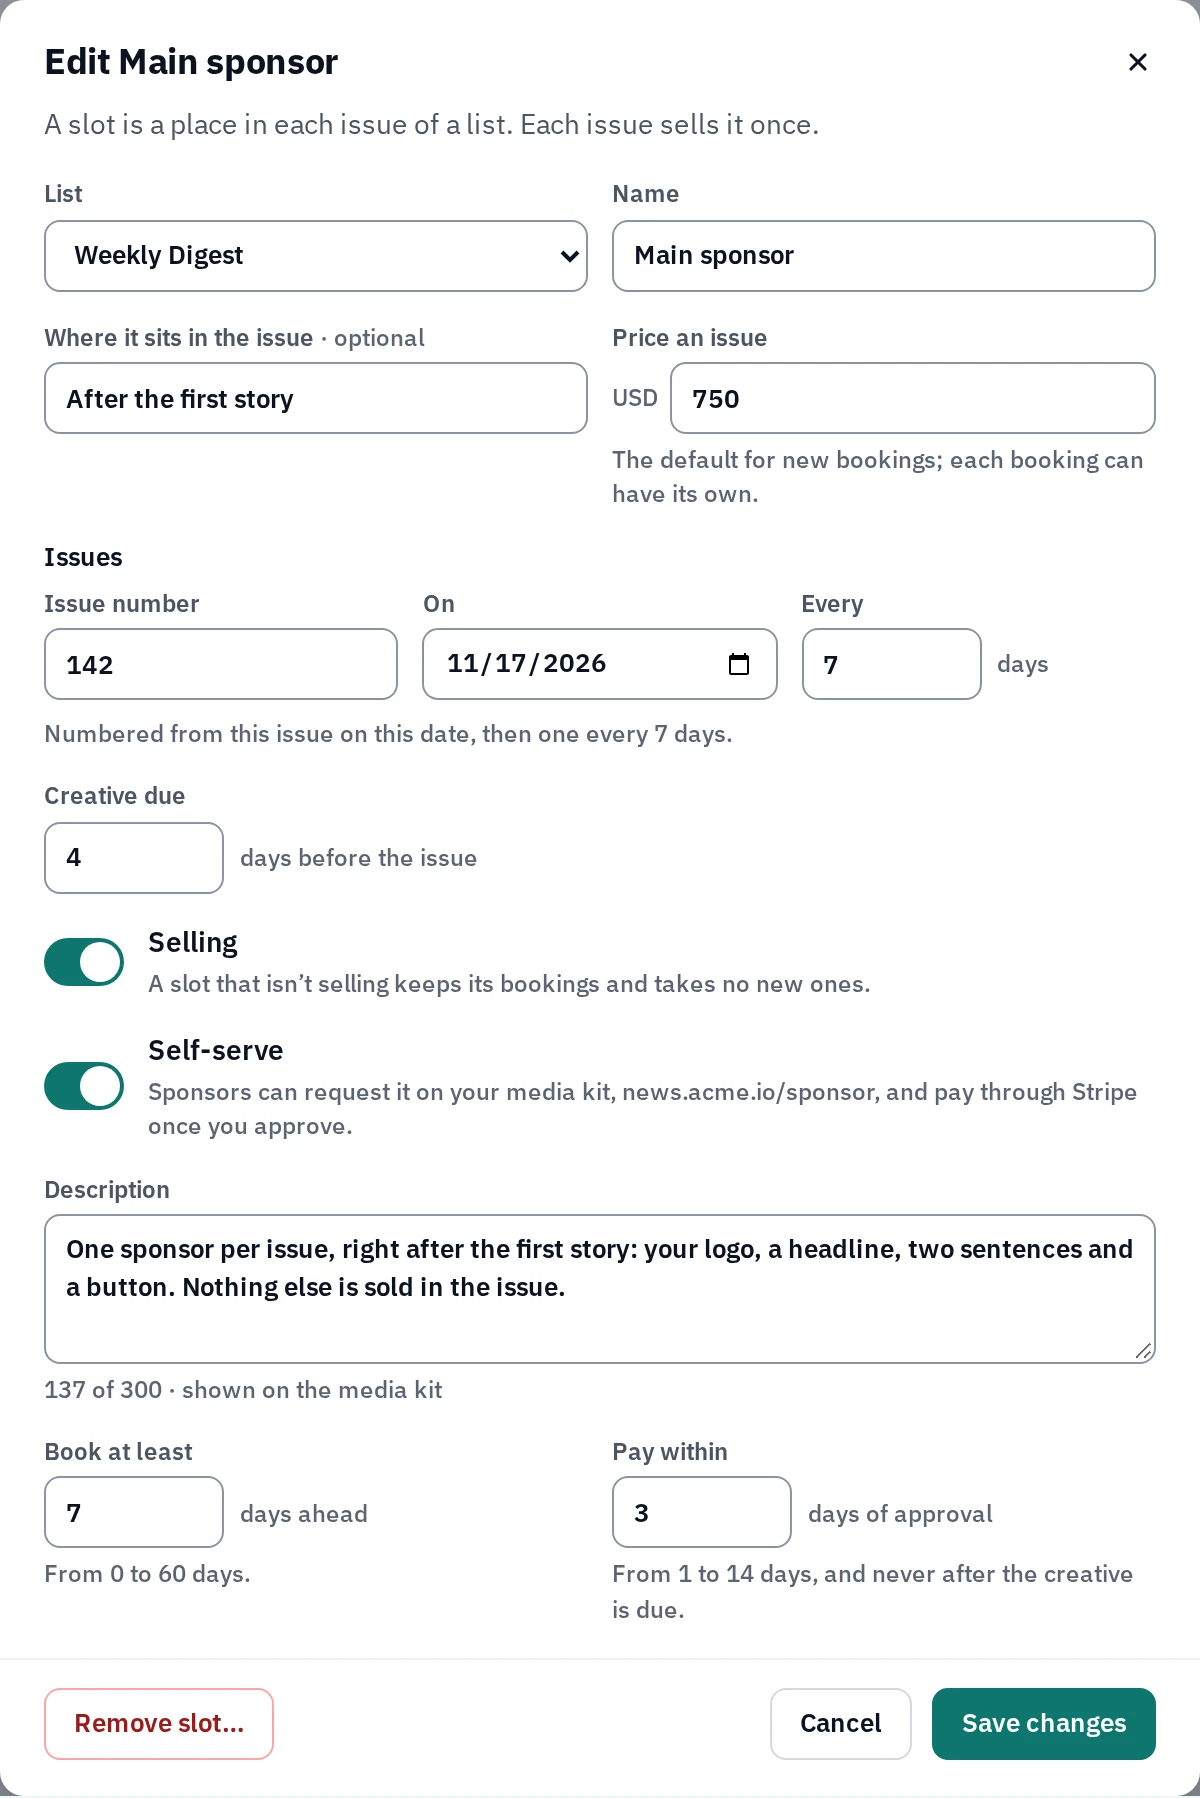 Edit Main sponsor
A slot is a place in each issue of a list. Each issue sells it once.
List
Weekly Digest
Name
Main sponsor
Where it sits in the issue · optional
After the first story
Price an issue
USD 750
The default for new bookings; each booking can
have its own.
Issues
Issue number
142
On
11/17/2026
Every
7 days
Numbered from this issue on this date, then one every 7 days.
Creative due
4 days before the issue
Selling
A slot that isn’t selling keeps its bookings and takes no new ones.
Self-serve
Sponsors can request it on your media kit, news.acme.io/sponsor, and pay through Stripe
once you approve.
Description
One sponsor per issue, right after the first story: your logo, a headline, two sentences and
a button. Nothing else is sold in the issue.
137 of 300 · shown on the media kit
Book at least
7 days ahead
From 0 to 60 days.
Pay within
3 days of approval
From 1 to 14 days, and never after the creative
is due.
Remove slot...
Cancel
Save changes